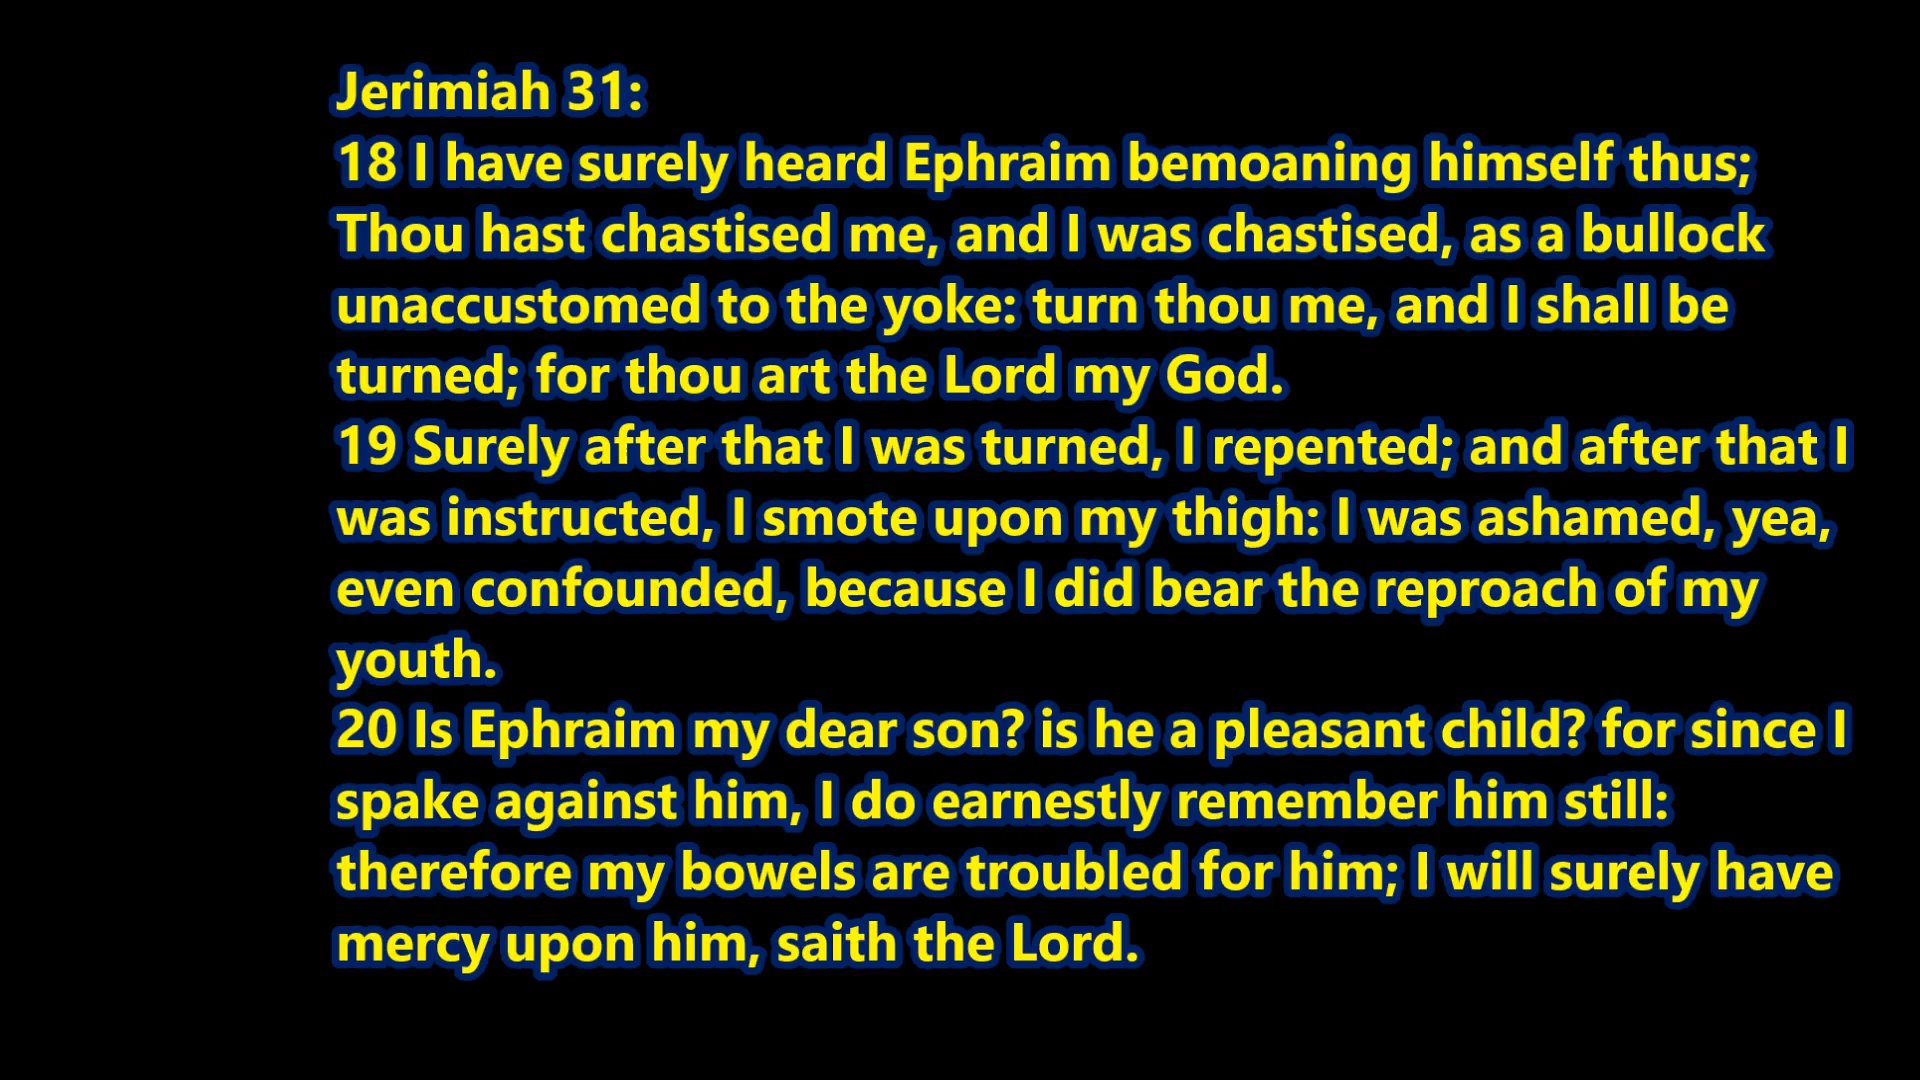 Jerimiah 31:
18 I have surely heard Ephraim bemoaning himself thus;
Thou hast chastised me, and I was chastised, as a bullock
unaccustomed to the yoke: turn thou me, and I shall be
turned; for thou art the Lord my God.
19 Surely after that I was turned, I repented; and after that I
was instructed, I smote upon my thigh: I was ashamed, yea,
even confounded, because I did bear the reproach of my
youth.
20 Is Ephraim my dear son? is he a pleasant child? for since I
spake against him, I do earnestly remember him still:
therefore my bowels are troubled for him; I will surely have
mercy upon him, saith the Lord.